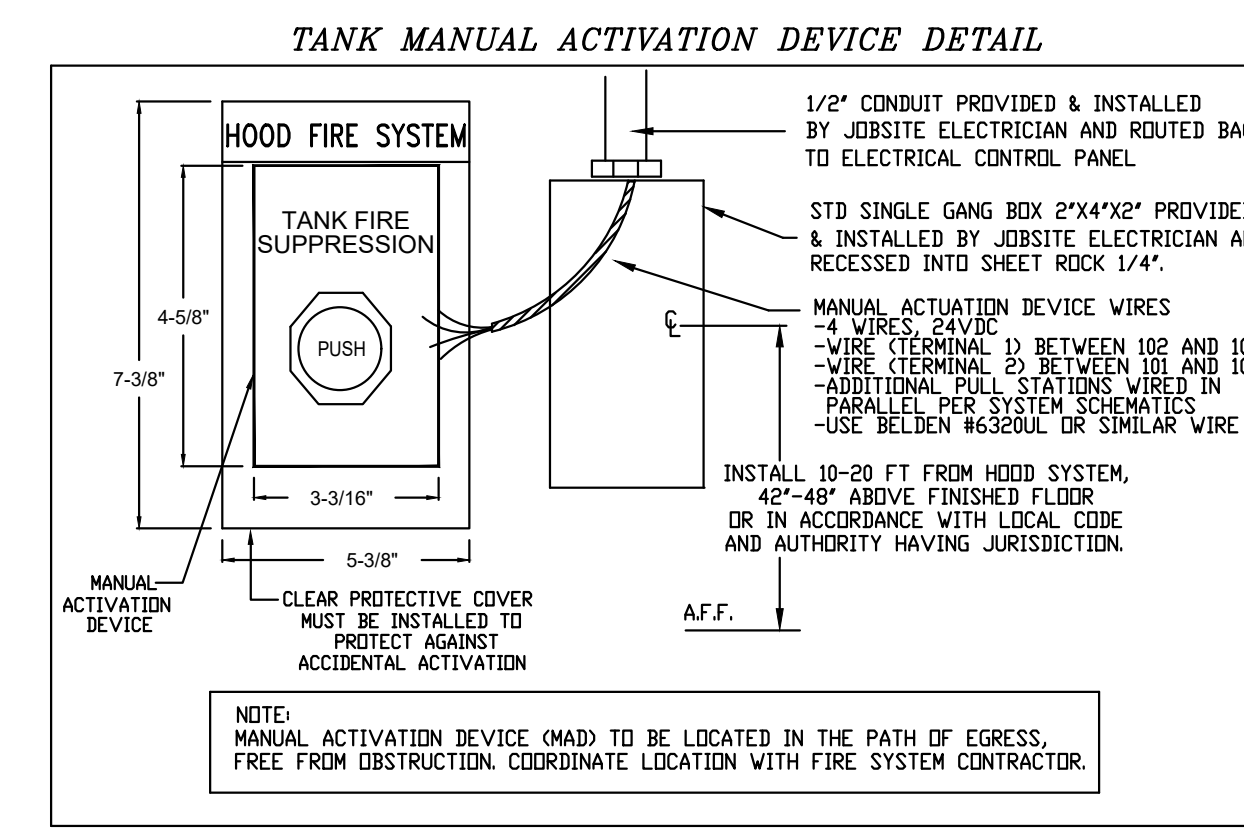 TANK MANUAL ACTIVATION DEVICE DETAIL
HOOD FIRE SYSTEM
TANK FIRE
SUPPRESSION
PUSH
4-5/8"
7-3/8"
3-3/16"
5-3/8"
MANUAL
ACTIVATION
DEVICE
CLEAR PROTECTIVE COVER
MUST BE INSTALLED TO
PROTECT AGAINST
ACCIDENTAL ACTIVATION
1/2" CONDUIT PROVIDED & INSTALLED
BY JOBSITE ELECTRICIAN AND ROUTED
TO ELECTRICAL CONTROL PANEL
STD SINGLE GANG BOX 2"X4"X2"
& INSTALLED BY JOBSITE ELECTRICIAN
RECESSED INTO SHEET ROCK 1/4".
MANUAL ACTUATION DEVICE WIRES
-4 WIRES, 24VDC
-WIRE (TERMINAL 1) BETWEEN 102 AND
-WIRE (TERMINAL 2) BETWEEN 101 AND
-ADDITIONAL PULL STATIONS WIRED IN
PARALLEL PER SYSTEM SCHEMATICS
-USE BELDEN #6320UL OR SIMILAR WIRE
℄
INSTALL 10-20 FT FROM HOOD SYSTEM,
42"-48" ABOVE FINISHED FLOOR
OR IN ACCORDANCE WITH LOCAL CODE
AND AUTHORITY HAVING JURISDICTION.
A.F.F.
NOTE:
MANUAL ACTIVATION DEVICE (MAD) TO BE LOCATED IN THE PATH OF EGRESS,
FREE FROM OBSTRUCTION. COORDINATE LOCATION WITH FIRE SYSTEM CONTRACTOR.